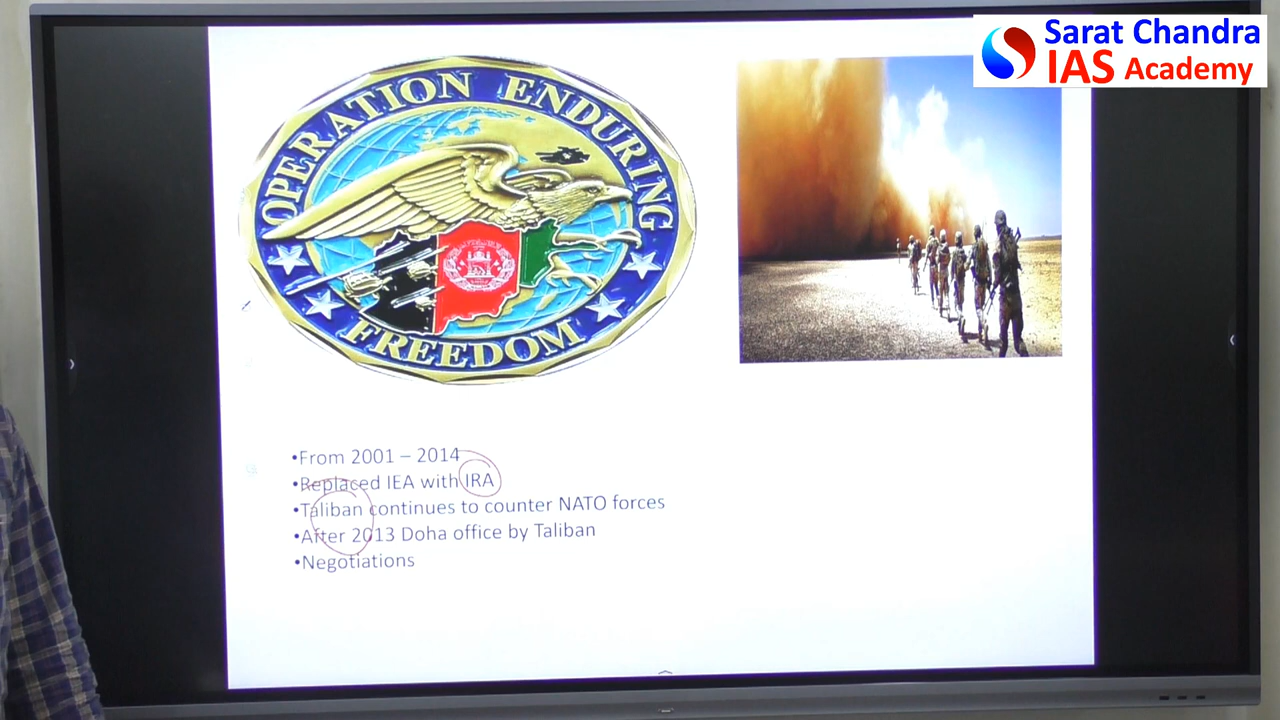 Sarat Chandra
IAS Academy
OPERATION ENDURING
FREEDOM
•From 2001 – 2014
•Replaced IEA with IRA
•Taliban continues to counter NATO forces
•After 2013 Doha office by Taliban
•Negotiations